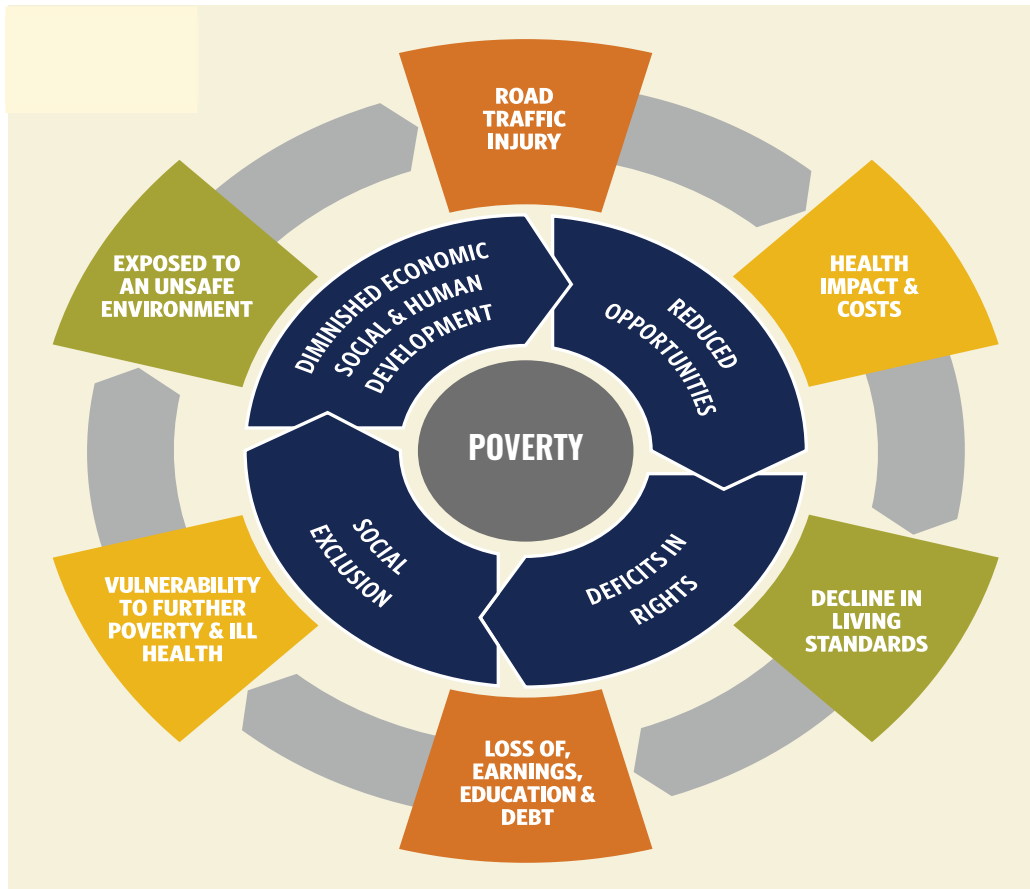 ROAD
TRAFFIC
INJURY
HEALTH
IMPACT &
COSTS
DECLINE IN
LIVING
STANDARDS
LOSS OF,
EARNINGS,
EDUCATION &
DEBT
VULNERABILITY
TO FURTHER
POVERTY & ILL
HEALTH
EXPOSED TO
AN UNSAFE
ENVIRONMENT
DIMINISHED ECONOMIC
SOCIAL & HUMAN
DEVELOPMENT
REDUCED
OPPORTUNITIES
DEFICITS IN
RIGHTS
SOCIAL
EXCLUSION
POVERTY